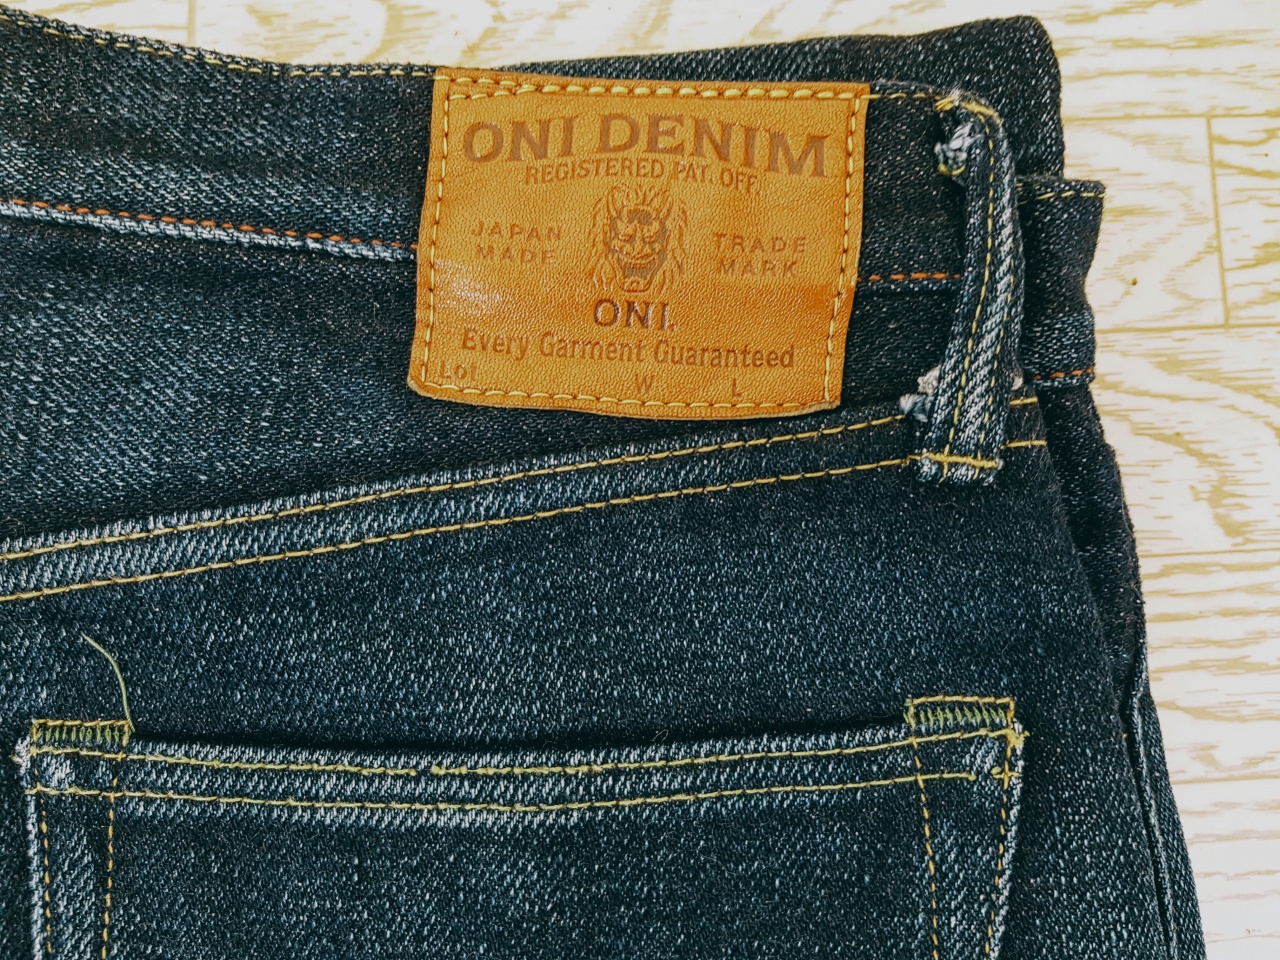 ONI DENIM
REGISTERED PAT. OFF.
JAPAN
MADE
TRADE
MARK
ONI.
Every Garment Guaranteed
Lot W L